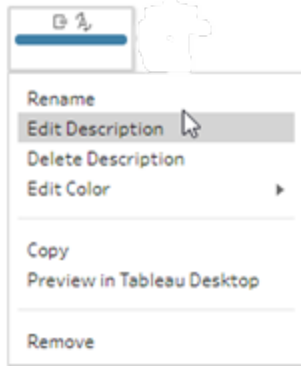 Rename
Edit Description
Delete Description
Edit Color
Copy
Preview in Tableau Desktop
Remove